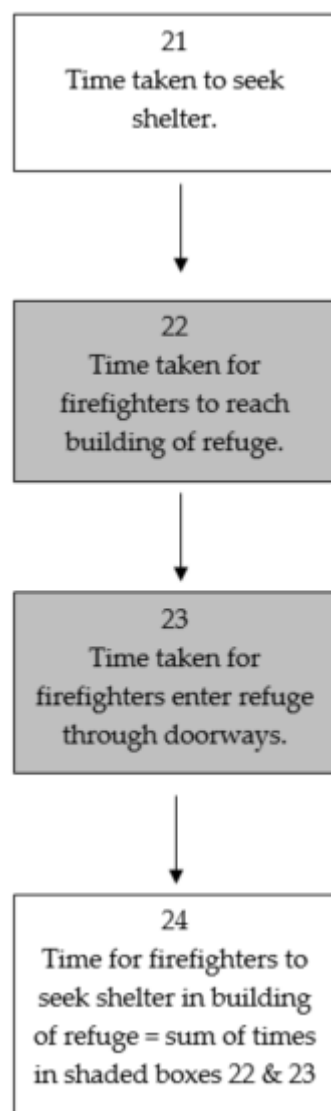 21
Time taken to seek
shelter.
22
Time taken for
firefighters to reach
building of refuge.
23
Time taken for
firefighters enter refuge
through doorways.
24
Time for firefighters to
seek shelter in building
of refuge = sum of times
in shaded boxes 22 & 23